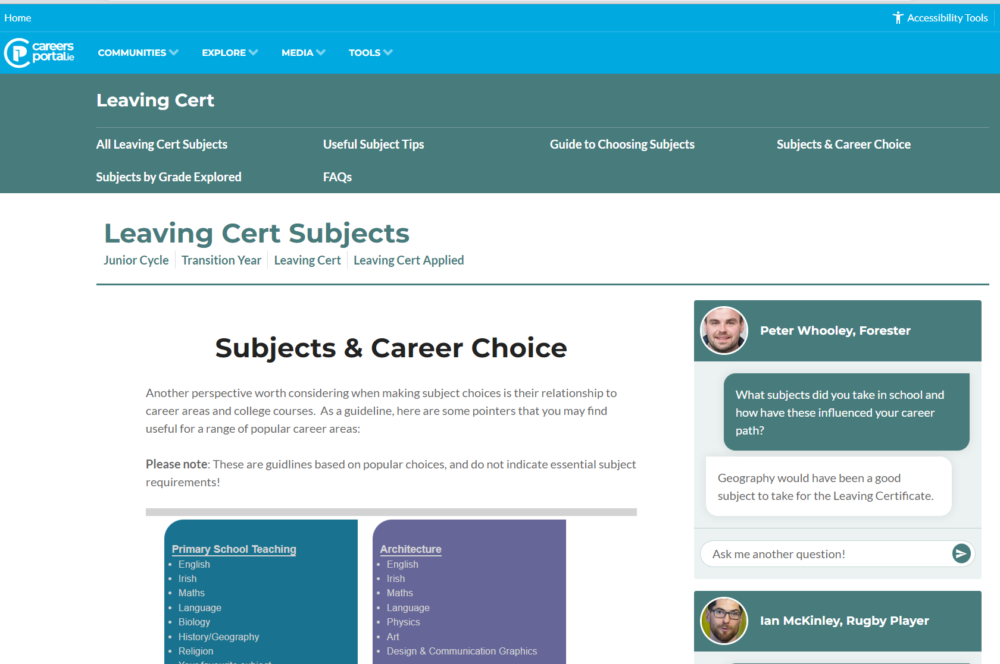 Home
Accessibility Tools
careers
portal.ie
COMMUNITIES
EXPLORE
MEDIA
TOOLS
Leaving Cert
All Leaving Cert Subjects
Useful Subject Tips
Guide to Choosing Subjects
Subjects & Career Choice
Subjects by Grade Explored
FAQs
Leaving Cert Subjects
Junior Cycle
Transition Year
Leaving Cert
Leaving Cert Applied
Subjects & Career Choice
Another perspective worth considering when making subject choices is their relationship to
career areas and college courses. As a guideline, here are some pointers that you may find
useful for a range of popular career areas:
Please note: These are guidlines based on popular choices, and do not indicate essential subject
requirements!
Primary School Teaching
English
Irish
Maths
Language
Biology
History/Geography
Religion
Your favourite subject
Architecture
English
Irish
Maths
Language
Physics
Art
Design & Communication Graphics
Peter Whooley, Forester
What subjects did you take in school and
how have these influenced your career
path?
Geography would have been a good
subject to take for the Leaving Certificate.
Ask me another question!
Ian McKinley, Rugby Player